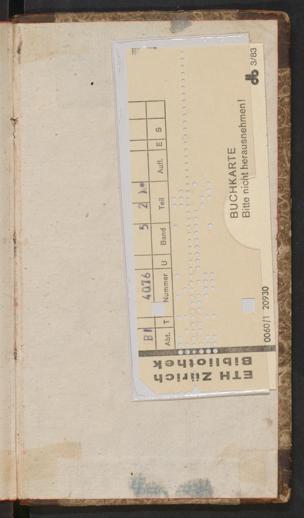 3/83
BUCHKARTE
Bitte nicht herausnehmen!
BI 4076 5 2
Abt. T Nummer U Band Teil Aufl. E S
ETH Zürich
Bibliothek
0060/1 20930